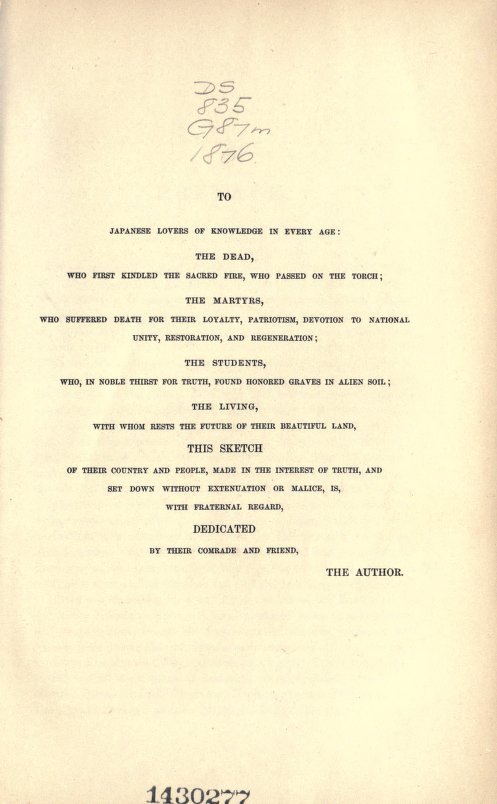 DS
835
G87m
1876
TO
JAPANESE LOVERS OF KNOWLEDGE IN EVERY AGE:
THE DEAD,
WHO FIRST KINDLED THE SACRED FIRE, WHO PASSED ON THE TORCH;
THE MARTYRS,
WHO SUFFERED DEATH FOR THEIR LOYALTY, PATRIOTISM, DEVOTION TO NATIONAL
UNITY, RESTORATION, AND REGENERATION;
THE STUDENTS,
WHO, IN NOBLE THIRST FOR TRUTH, FOUND HONORED GRAVES IN ALIEN SOIL;
THE LIVING,
WITH WHOM RESTS THE FUTURE OF THEIR BEAUTIFUL LAND,
THIS SKETCH
OF THEIR COUNTRY AND PEOPLE, MADE IN THE INTEREST OF TRUTH, AND
SET DOWN WITHOUT EXTENUATION OR MALICE, IS,
WITH FRATERNAL REGARD,
DEDICATED
BY THEIR COMRADE AND FRIEND,
THE AUTHOR.
1430277